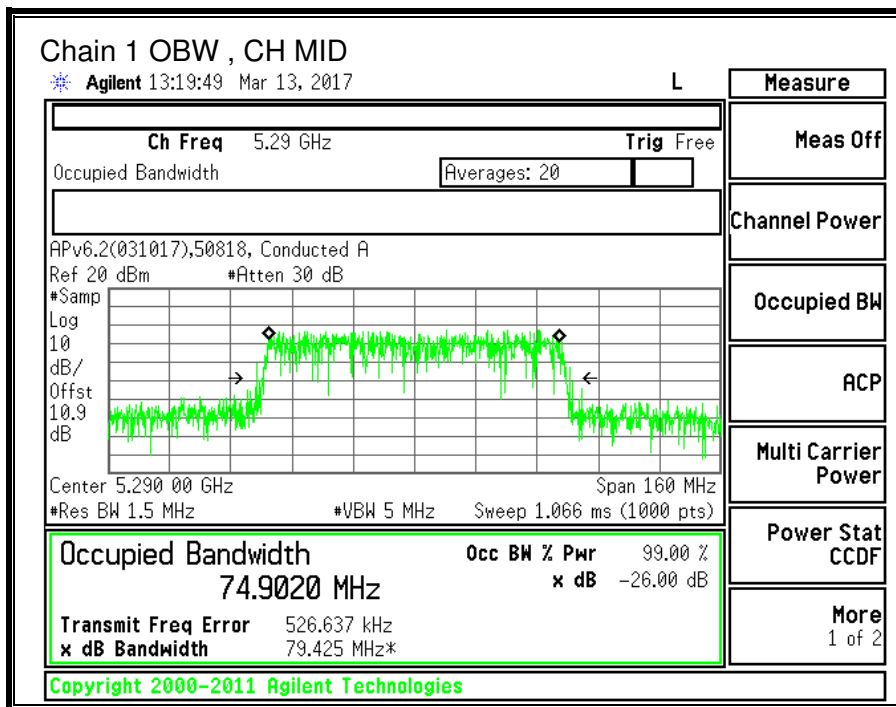 Chain 1 OBW , CH MID
Agilent 13:19:49 Mar 13, 2017 L
Measure
Ch Freq 5.29 GHz Trig Free
Meas Off
Occupied Bandwidth Averages: 20
Channel Power
APv6.2(031017),50818, Conducted A
Ref 20 dBm #Atten 30 dB
#Samp
Log
10
dB/
Offst
10.9
dB
Occupied BW
ACP
Center 5.290 00 GHz Span 160 MHz
#Res BW 1.5 MHz #VBW 5 MHz Sweep 1.066 ms (1000 pts)
Multi Carrier
Power
Occupied Bandwidth Occ BW % Pwr 99.00 %
74.9020 MHz x dB -26.00 dB
Power Stat
CCDF
Transmit Freq Error 526.637 kHz
x dB Bandwidth 79.425 MHz*
More
1 of 2
Copyright 2000-2011 Agilent Technologies